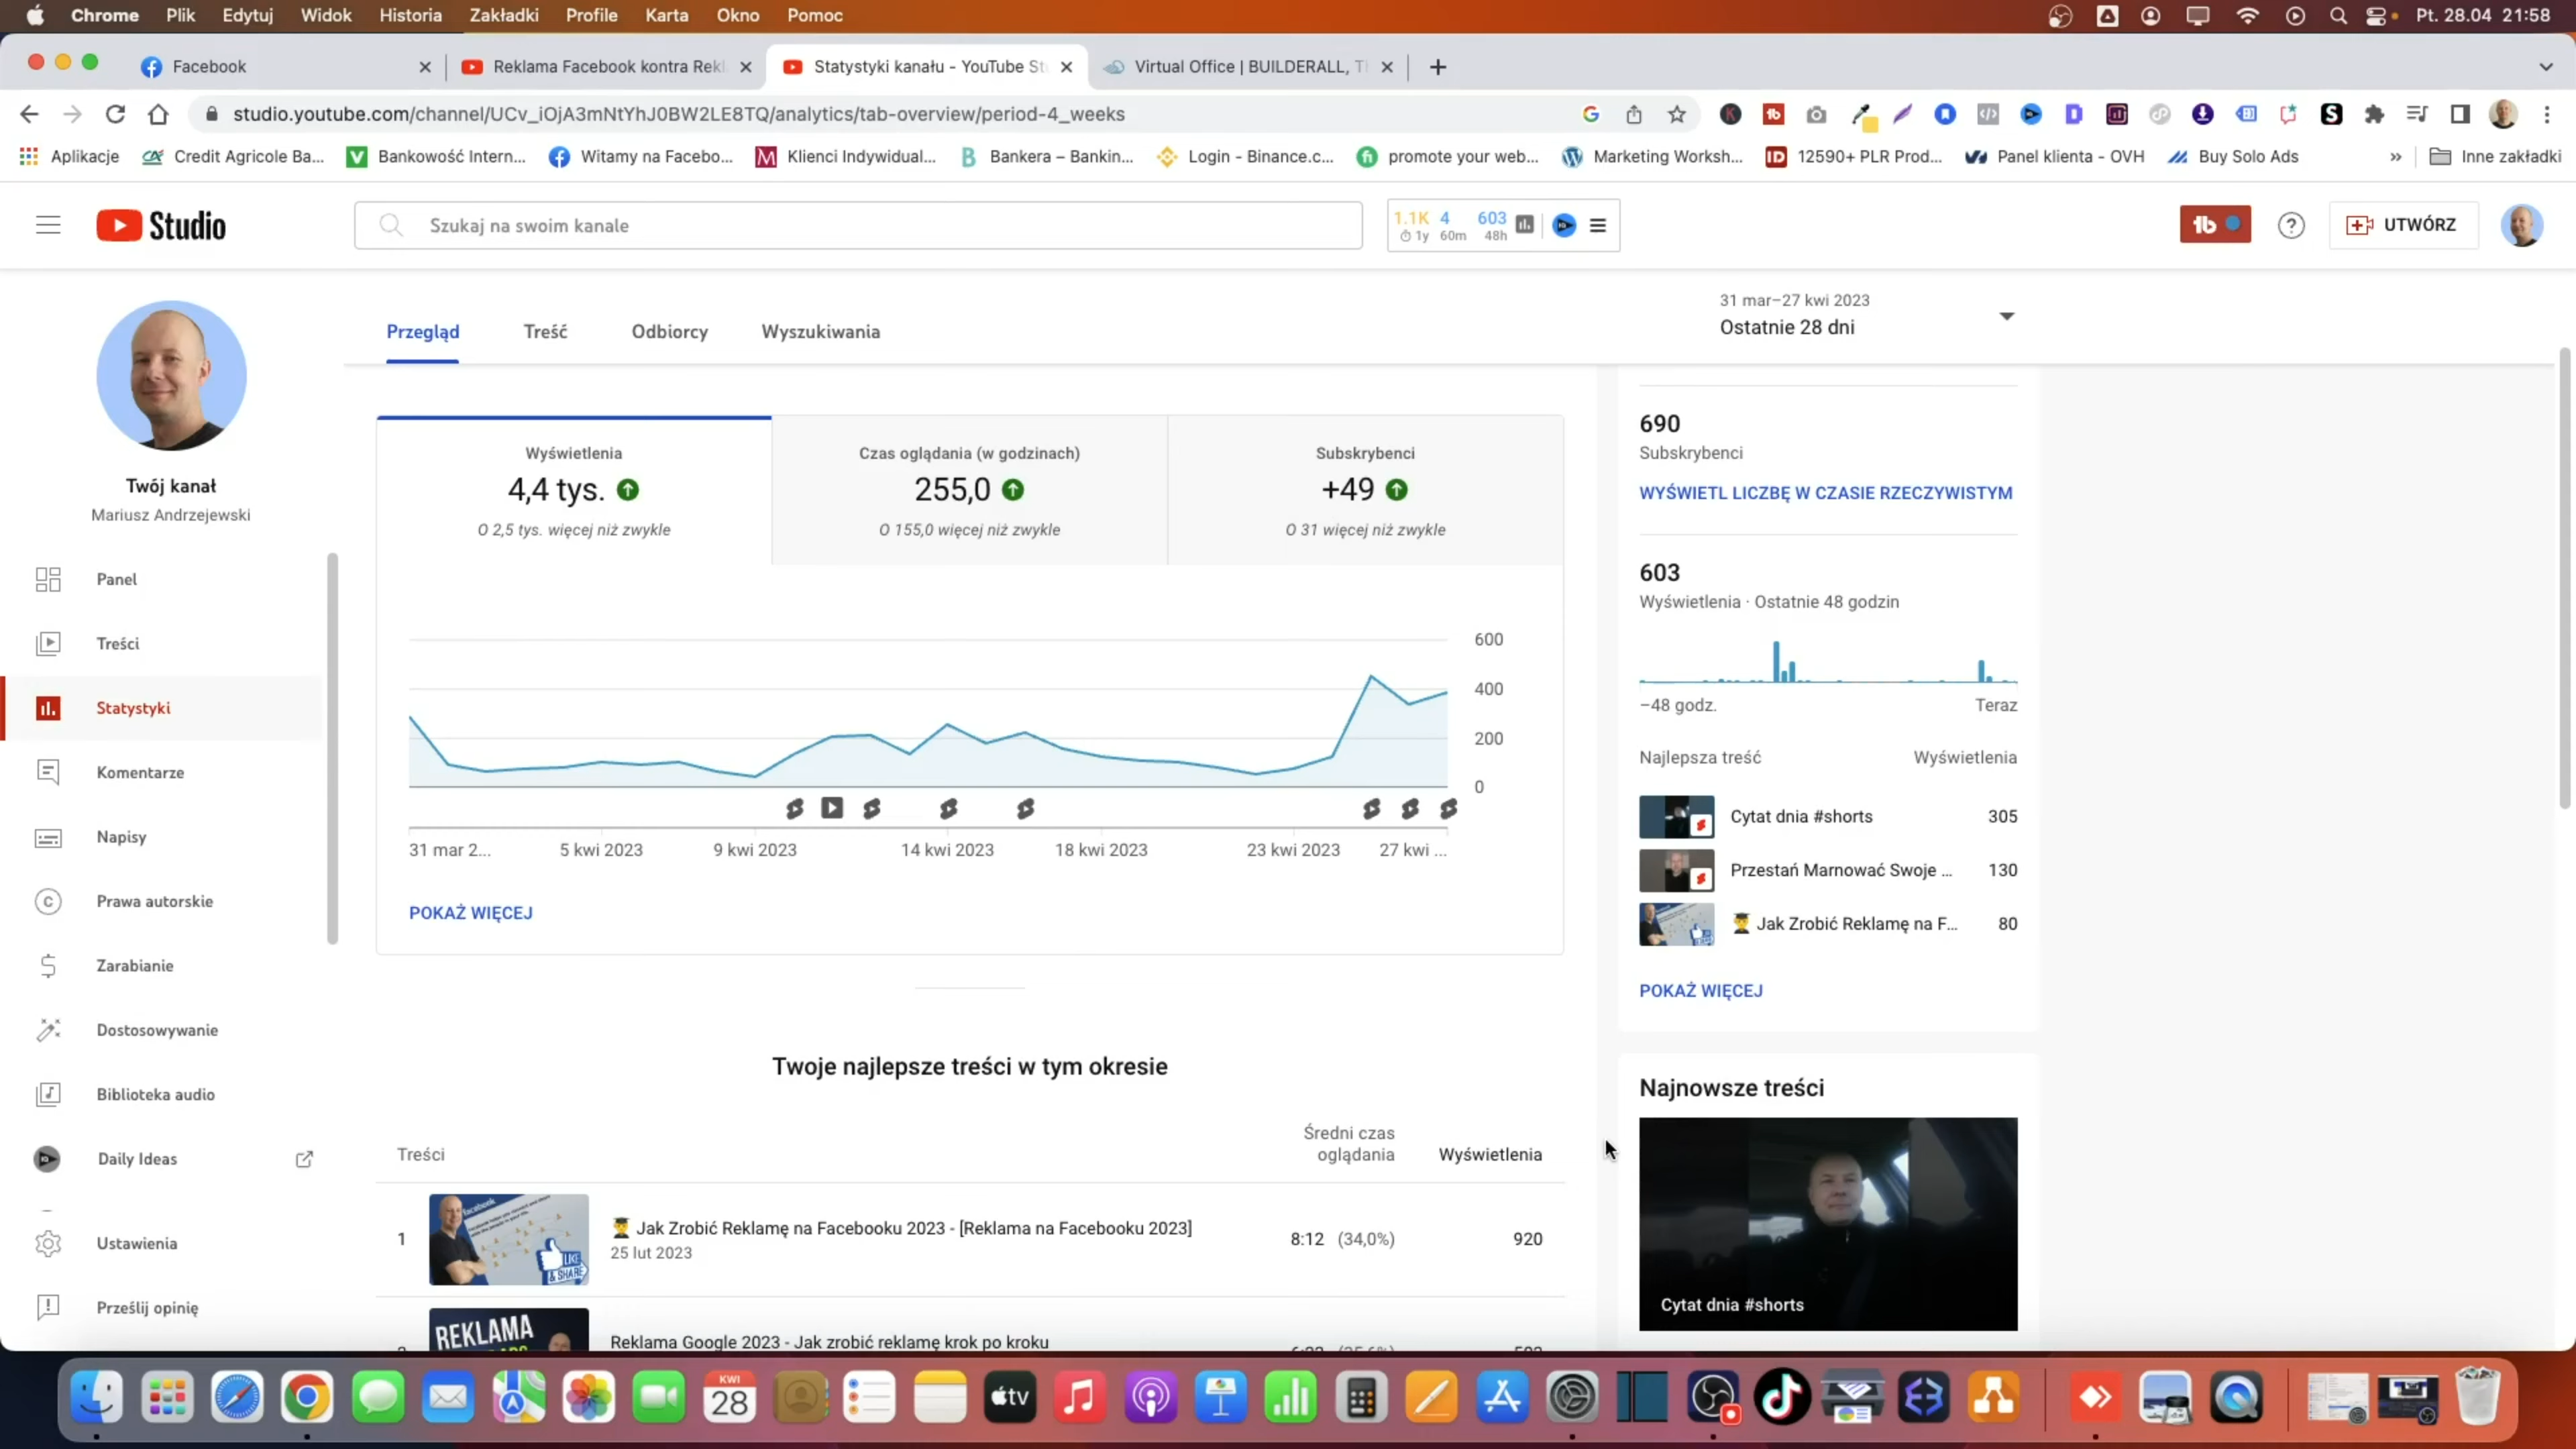 Chrome Plik Edytuj Widok Historia Zakładki Profile Karta Okno Pomoc Pt. 28.04 21:58
Facebook
Reklama Facebook kontra Rekl
Statystyki kanału - YouTube St
Virtual Office | BUILDERALL, T
studio.youtube.com/channel/UCv_iOjA3mNtYhJ0BW2LE8TQ/analytics/tab-overview/period-4_weeks
Aplikacje
Credit Agricole Ba...
Bankowość Intern...
Witamy na Facebo...
Klienci Indywidual...
Bankera – Bankin...
Login - Binance.c...
promote your web...
Marketing Worksh...
12590+ PLR Prod...
Panel klienta - OVH
Buy Solo Ads
»
Inne zakładki
Studio
Szukaj na swoim kanale
1.1K 4 603
1y 60m 48h
UTWÓRZ
Twój kanał
Mariusz Andrzejewski
Panel
Treści
Statystyki
Komentarze
Napisy
Prawa autorskie
Zarabianie
Dostosowywanie
Biblioteka audio
Daily Ideas
Ustawienia
Prześlij opinię
Przegląd Treść Odbiorcy Wyszukiwania
31 mar–27 kwi 2023
Ostatnie 28 dni
Wyświetlenia
4,4 tys.
O 2,5 tys. więcej niż zwykle
Czas oglądania (w godzinach)
255,0
O 155,0 więcej niż zwykle
Subskrybenci
+49
O 31 więcej niż zwykle
600
400
200
0
31 mar 2... 5 kwi 2023 9 kwi 2023 14 kwi 2023 18 kwi 2023 23 kwi 2023 27 kwi ...
POKAŻ WIĘCEJ
Twoje najlepsze treści w tym okresie
Treści
Średni czas
oglądania
Wyświetlenia
1
facebook
LIKE
& SHARE
Jak Zrobić Reklamę na Facebooku 2023 - [Reklama na Facebooku 2023]
25 lut 2023
8:12 (34,0%) 920
REKLAMA
Reklama Google 2023 - Jak zrobić reklamę krok po kroku
690
Subskrybenci
WYŚWIETL LICZBĘ W CZASIE RZECZYWISTYM
603
Wyświetlenia · Ostatnie 48 godzin
−48 godz. Teraz
Najlepsza treść Wyświetlenia
Cytat dnia #shorts 305
Przestań Marnować Swoje ... 130
Jak Zrobić Reklamę na F... 80
POKAŻ WIĘCEJ
Najnowsze treści
Cytat dnia #shorts
KWI
28
tv